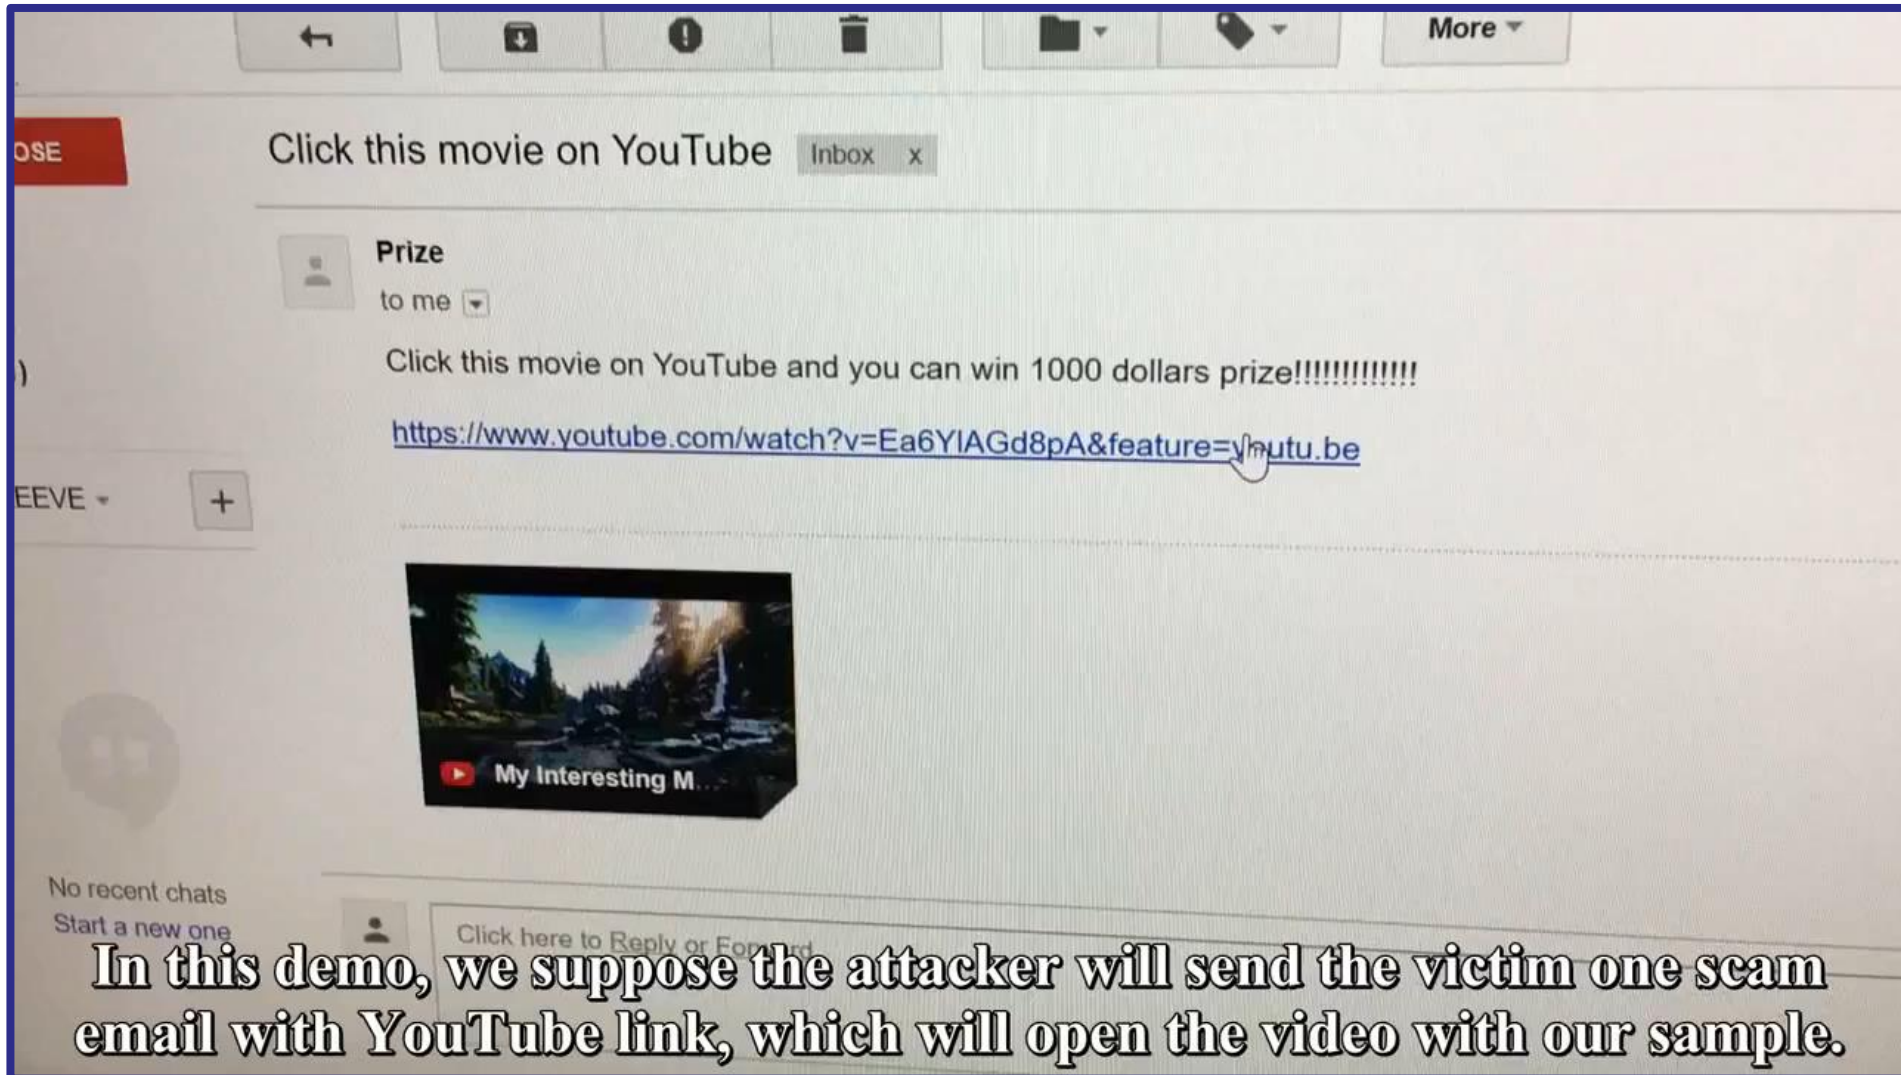 More
OSE
Click this movie on YouTube Inbox x
Prize
to me
Click this movie on YouTube and you can win 1000 dollars prize!!!!!!!!!!!!!
)
https://www.youtube.com/watch?v=Ea6YlAGd8pA&feature=youtu.be
EEVE
+
My Interesting M...
No recent chats
Start a new one
Click here to Reply or Forward
In this demo, we suppose the attacker will send the victim one scam
email with YouTube link, which will open the video with our sample.